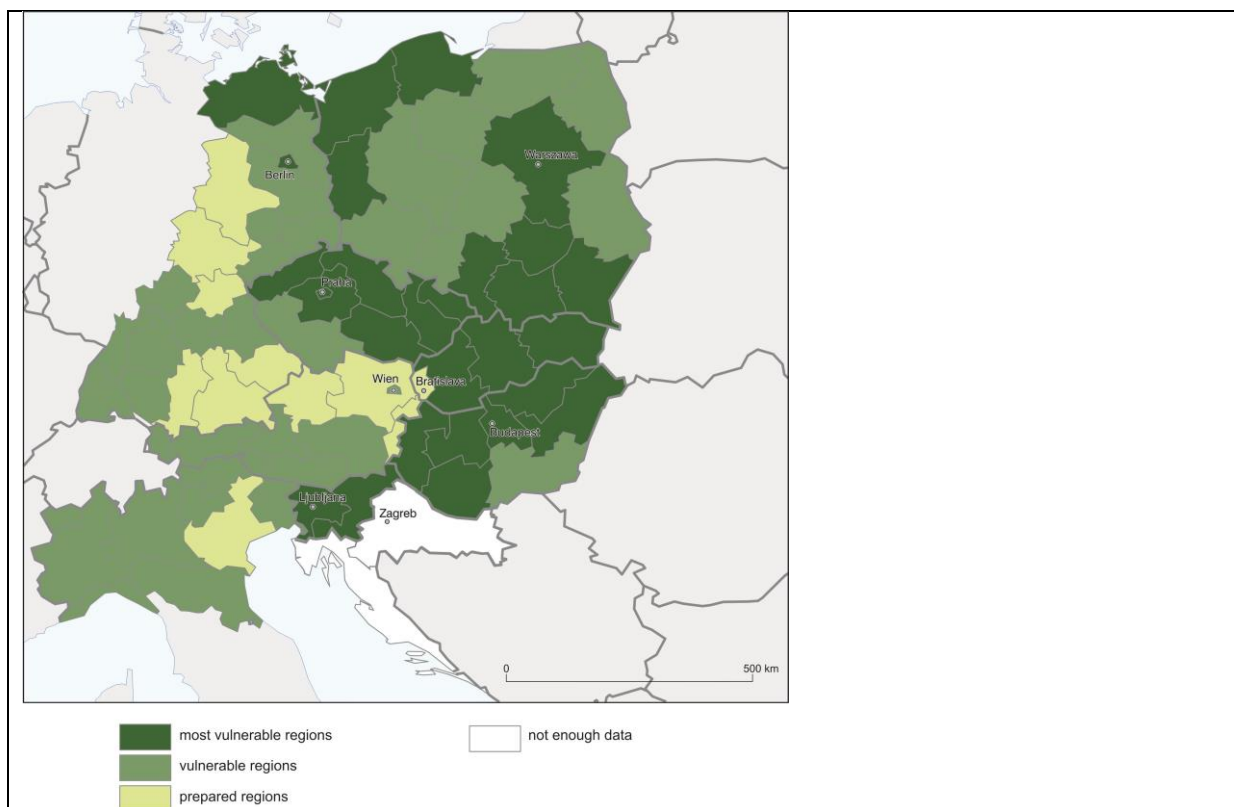 Warszawa
Berlin
Praha
Wien
Bratislava
Budapest
Ljubljana
Zagreb
0 500 km
most vulnerable regions
not enough data
vulnerable regions
prepared regions